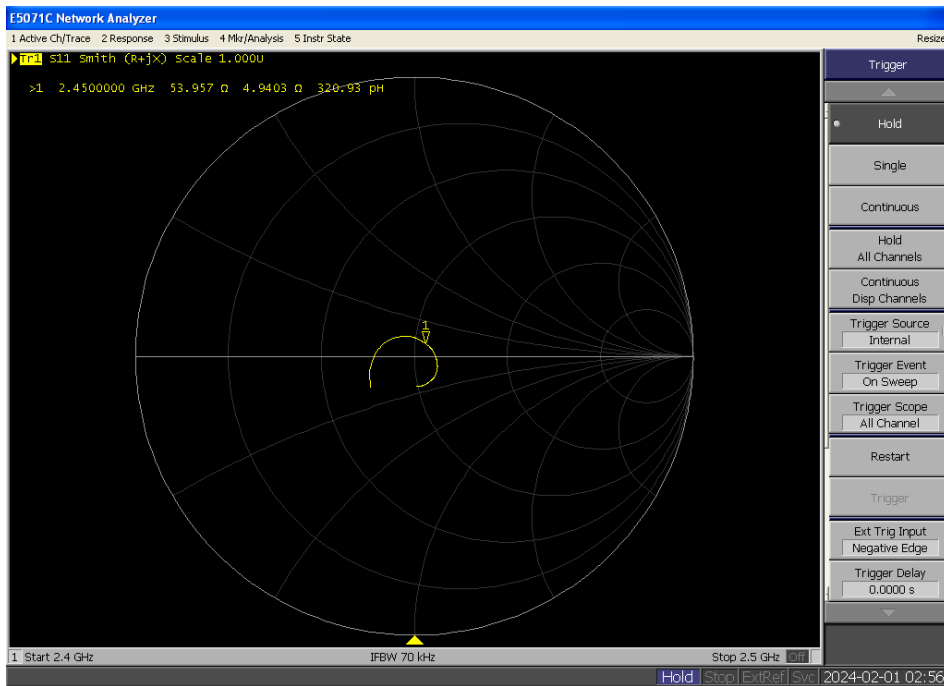 E5071C Network Analyzer
1 Active Ch/Trace 2 Response 3 Stimulus 4 Mkr/Analysis 5 Instr State
Resize
Tr1 S11 Smith (R+jX) Scale 1.000U
>1 2.4500000 GHz 53.957 Ω 4.9403 Ω 320.93 pH
1
Trigger
Hold
Single
Continuous
Hold
All Channels
Continuous
Disp Channels
Trigger Source
Internal
Trigger Event
On Sweep
Trigger Scope
All Channel
Restart
Trigger
Ext Trig Input
Negative Edge
Trigger Delay
0.0000 s
1 Start 2.4 GHz IFBW 70 kHz Stop 2.5 GHz Off
Hold Stop ExtRef Svc 2024-02-01 02:56